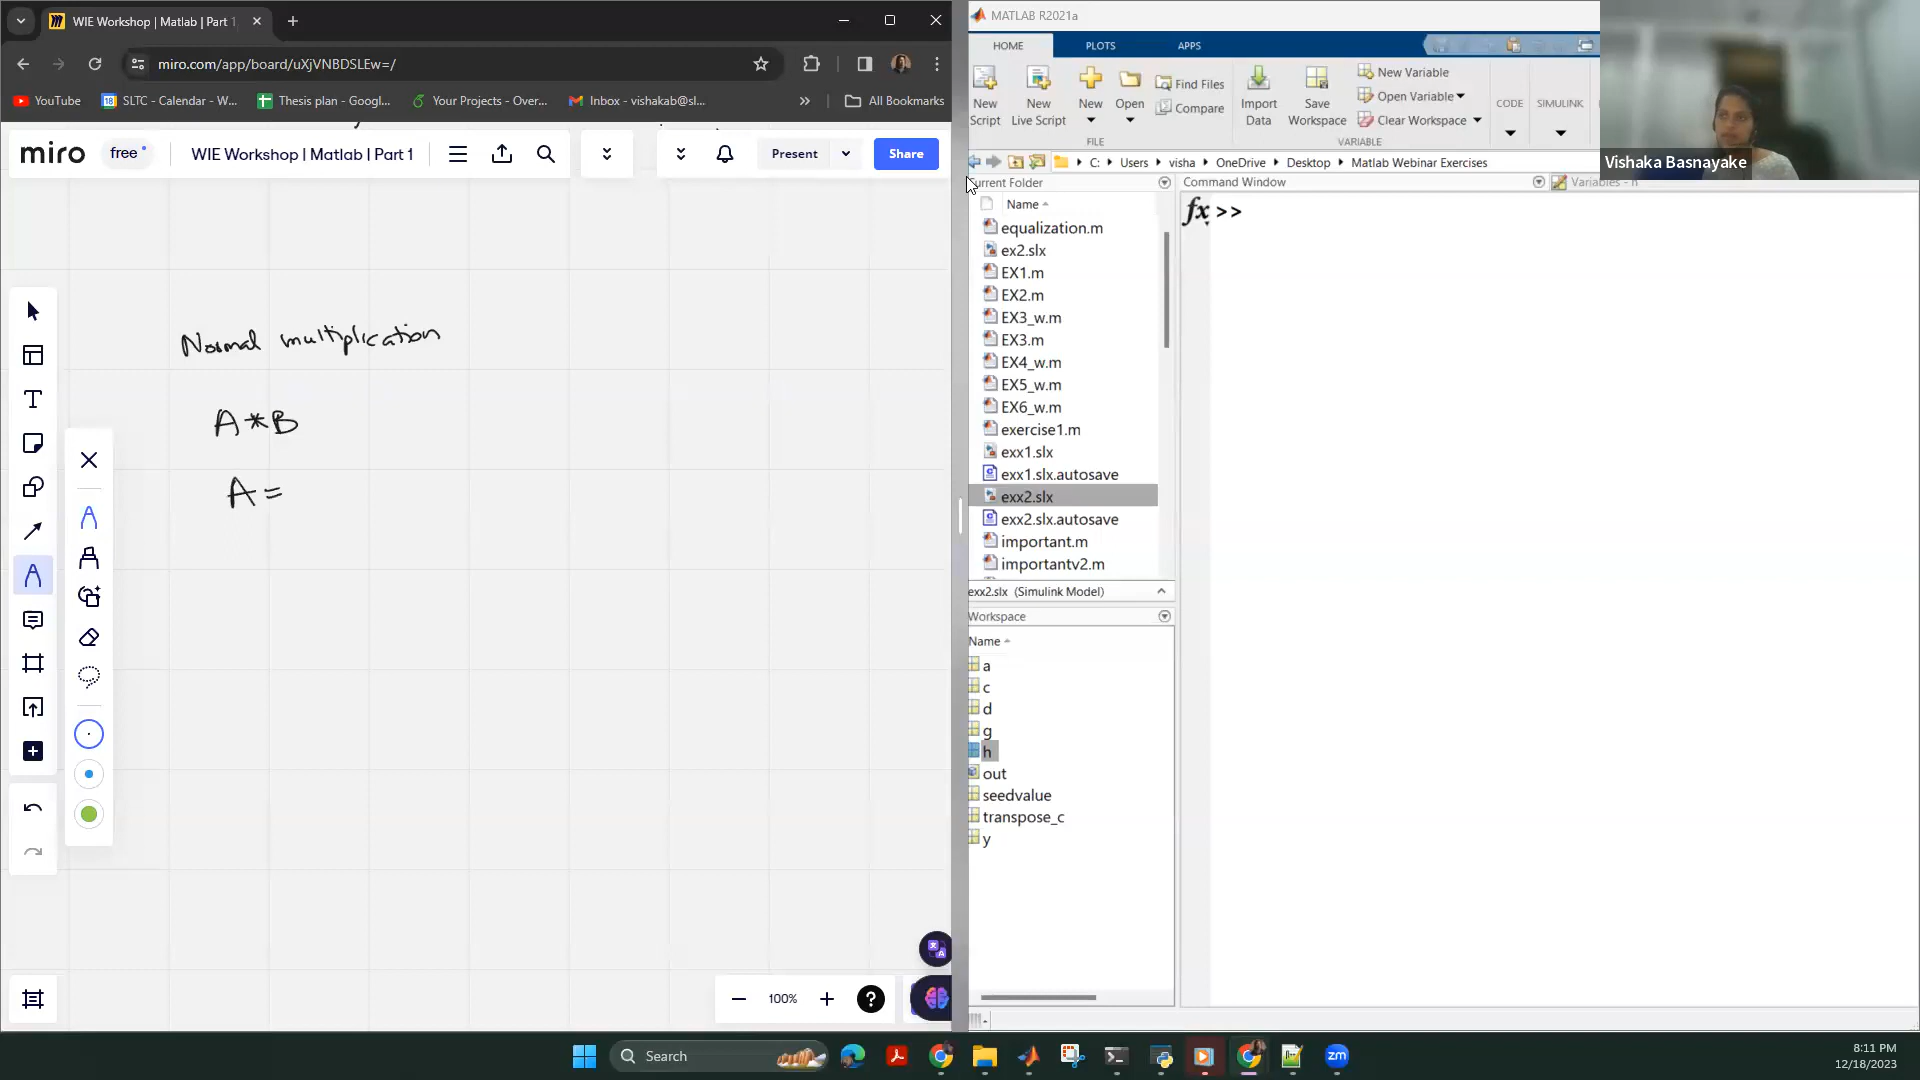 WIE Workshop | Matlab | Part 1
miro.com/app/board/uXjVNBDSLEw=/
YouTube
SLTC - Calendar - W...
Thesis plan - Googl...
Your Projects - Over...
Inbox - vishakab@sl...
All Bookmarks
miro
free
WIE Workshop | Matlab | Part 1
Present
Share
Normal multiplication
A*B
A=
100%
?
MATLAB R2021a
HOME
PLOTS
APPS
New Script
New Live Script
New
Open
Find Files
Compare
Import Data
Save Workspace
New Variable
Open Variable
Clear Workspace
CODE
SIMULINK
FILE
VARIABLE
C: Users visha OneDrive Desktop Matlab Webinar Exercises
Vishaka Basnayake
urrent Folder
Command Window
Variables - h
Name
equalization.m
ex2.slx
EX1.m
EX2.m
EX3_w.m
EX3.m
EX4_w.m
EX5_w.m
EX6_w.m
exercise1.m
exx1.slx
exx1.slx.autosave
exx2.slx
exx2.slx.autosave
important.m
importantv2.m
exx2.slx (Simulink Model)
Workspace
Name
a
c
d
g
h
out
seedvalue
transpose_c
y
fx >>
Search
zm
8:11 PM
12/18/2023